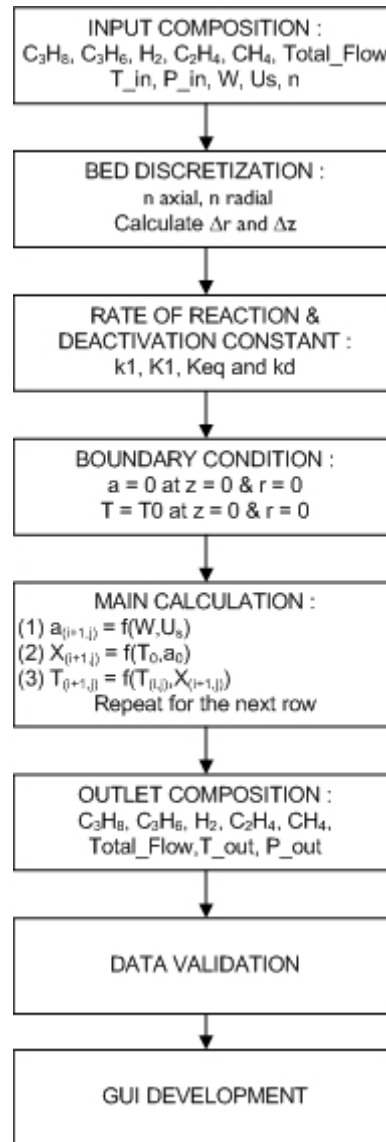 INPUT COMPOSITION :
C₃H₈, C₃H₆, H₂, C₂H₄, CH₄, Total_Flow
T_in, P_in, W, Us, n
BED DISCRETIZATION :
n axial, n radial
Calculate Δr and Δz
RATE OF REACTION &
DEACTIVATION CONSTANT :
k1, K1, Keq and kd
BOUNDARY CONDITION :
a = 0 at z = 0 & r = 0
T = T0 at z = 0 & r = 0
MAIN CALCULATION :
(1) a₍ᵢ₊₁,ⱼ₎ = f(W,Uₛ)
(2) X₍ᵢ₊₁,ⱼ₎ = f(T₀,a₀)
(3) T₍ᵢ₊₁,ⱼ₎ = f(T₍ᵢ,ⱼ₎,X₍ᵢ₊₁,ⱼ₎)
Repeat for the next row
OUTLET COMPOSITION :
C₃H₈, C₃H₆, H₂, C₂H₄, CH₄,
Total_Flow,T_out, P_out
DATA VALIDATION
GUI DEVELOPMENT